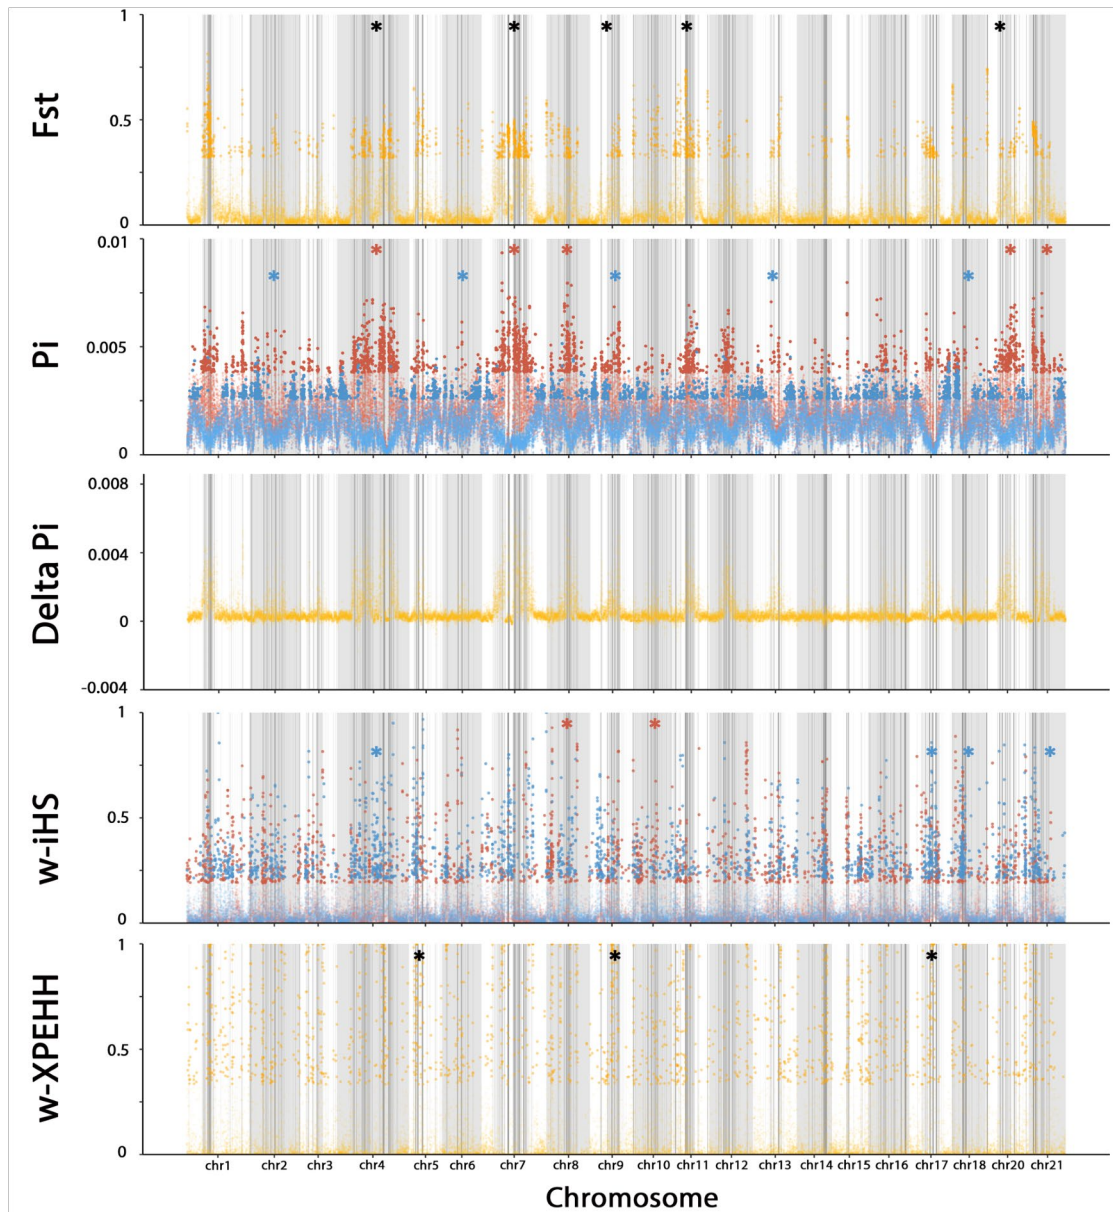 Fst
1
0.5
0
* * * * *
Pi
0.01
0.005
0
* * * * *
* * * * *
Delta Pi
0.008
0.004
0
-0.004
w-iHS
1
0.5
0
* *
* * * *
w-XPEHH
1
0.5
0
* * *
chr1 chr2 chr3 chr4 chr5 chr6 chr7 chr8 chr9 chr10 chr11 chr12 chr13 chr14 chr15 chr16 chr17 chr18 chr20 chr21
Chromosome